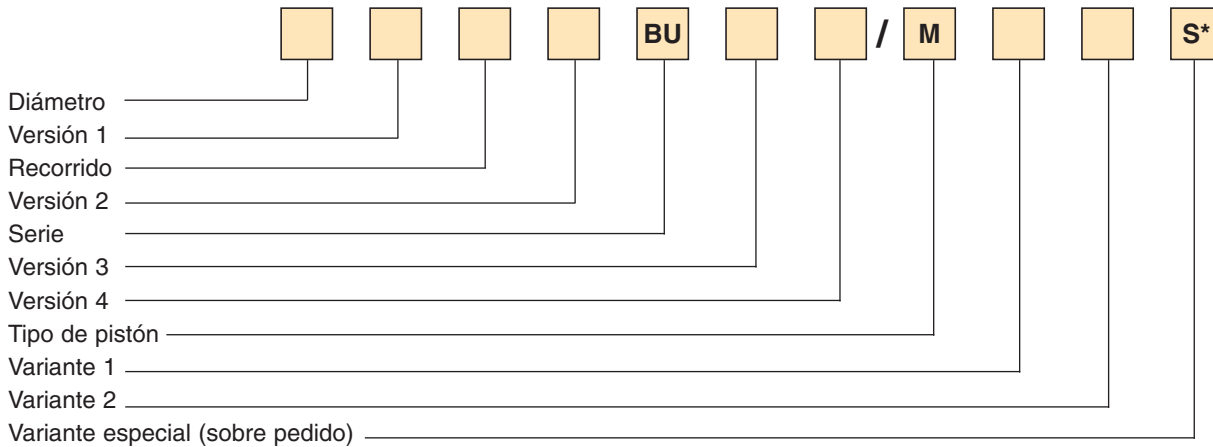 BU / M S*
Diámetro
Versión 1
Recorrido
Versión 2
Serie
Versión 3
Versión 4
Tipo de pistón
Variante 1
Variante 2
Variante especial (sobre pedido)